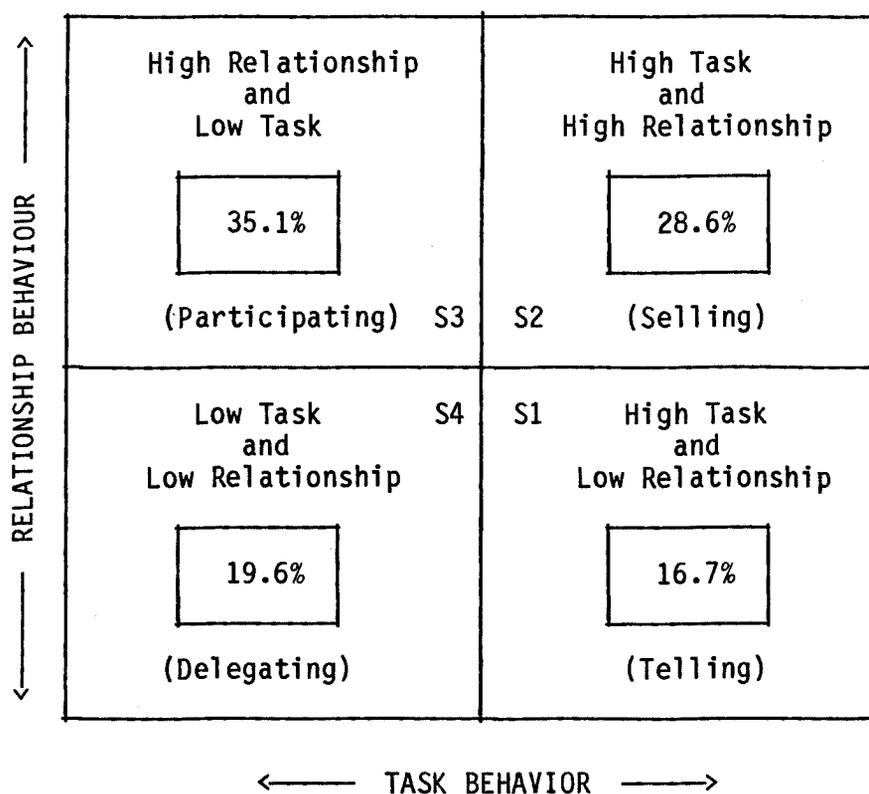 High Relationship
and
Low Task
35.1%
(Participating) S3
High Task
and
High Relationship
28.6%
S2 (Selling)
Low Task S4
and
Low Relationship
19.6%
(Delegating)
S1 High Task
and
Low Relationship
16.7%
(Telling)
RELATIONSHIP BEHAVIOUR
TASK BEHAVIOR